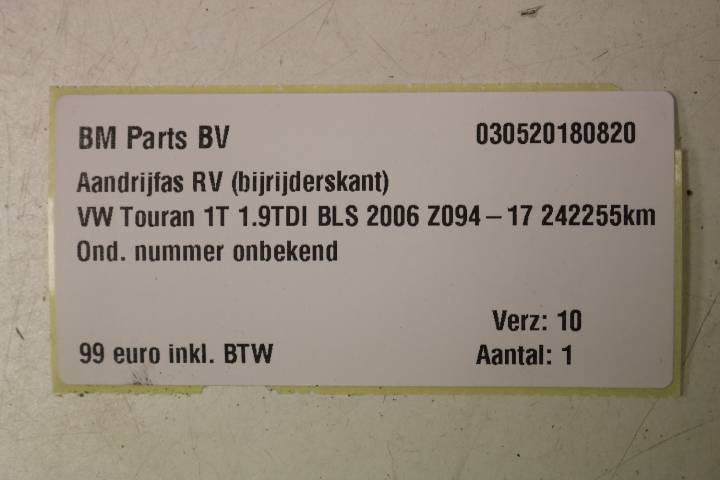 BM Parts BV 030520180820
Aandrijfas RV (bijrijderskant)
VW Touran 1T 1.9TDI BLS 2006 Z094-17 242255km
Ond. nummer onbekend
Verz: 10
99 euro inkl. BTW Aantal: 1